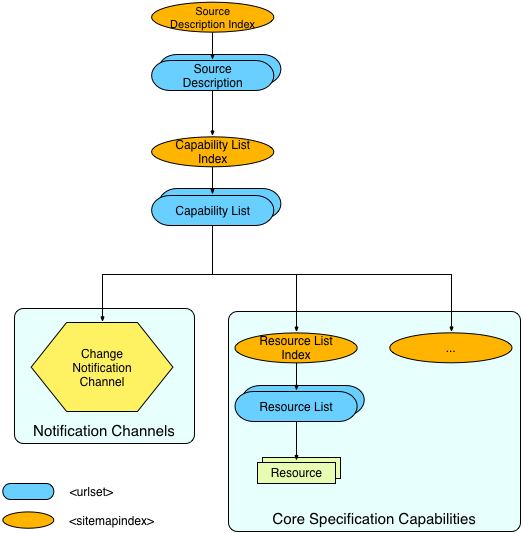 Source
Description Index
Source
Description
Capability List
Index
Capability List
Change
Notification
Channel
Notification Channels
Resource List
Index
...
Resource List
Resource
Core Specification Capabilities
<urlset>
<sitemapindex>